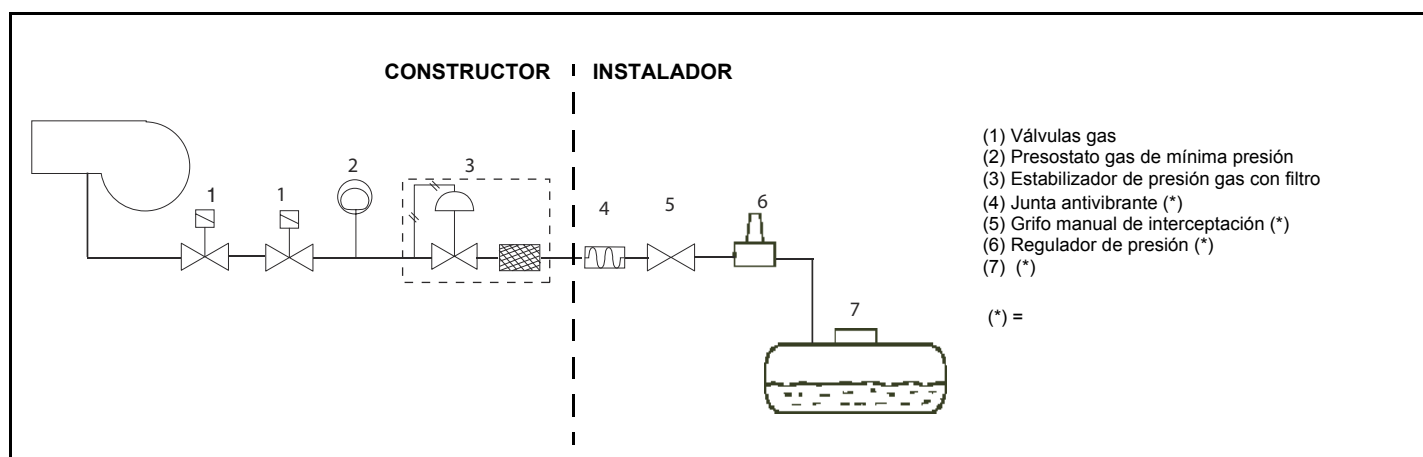 CONSTRUCTOR INSTALADOR
1
1
2
3
4
5
6
7
(1) Válvulas gas
(2) Presostato gas de mínima presión
(3) Estabilizador de presión gas con filtro
(4) Junta antivibrante (*)
(5) Grifo manual de interceptación (*)
(6) Regulador de presión (*)
(7) (*)
(*) =